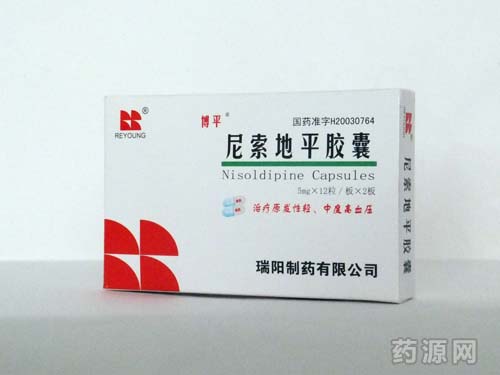 ®
REYOUNG
博平®
国药准字H20030764
尼索地平胶囊
Nisoldipine Capsules
5mg×12粒/板×2板
治疗原发性轻、中度高血压
瑞阳制药有限公司
尼索地平胶囊
药源网